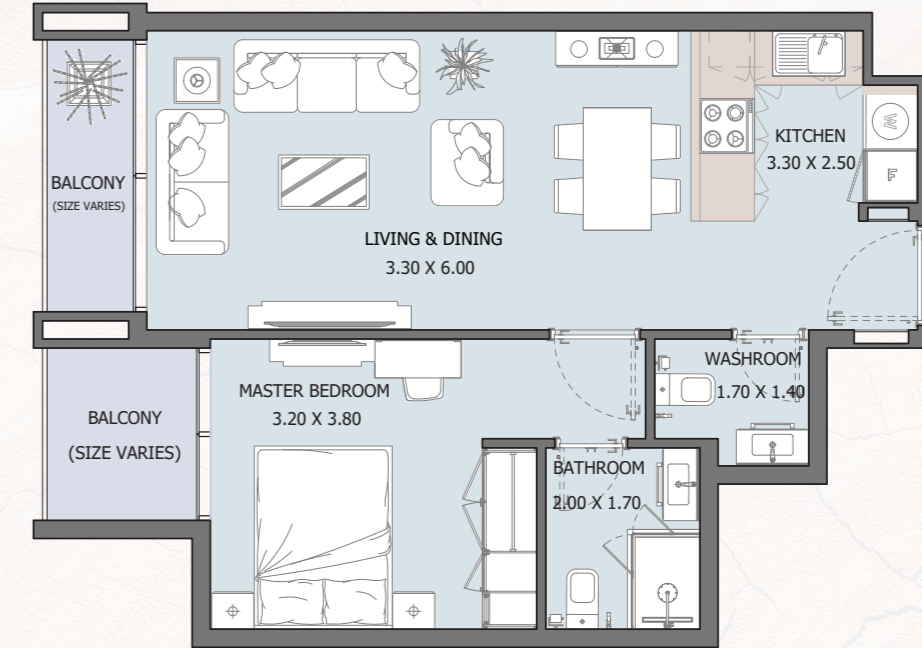 BALCONY
(SIZE VARIES)
LIVING & DINING
3.30 X 6.00
KITCHEN
3.30 X 2.50
W
F
BALCONY
(SIZE VARIES)
MASTER BEDROOM
3.20 X 3.80
WASHROOM
1.70 X 1.40
BATHROOM
2.00 X 1.70